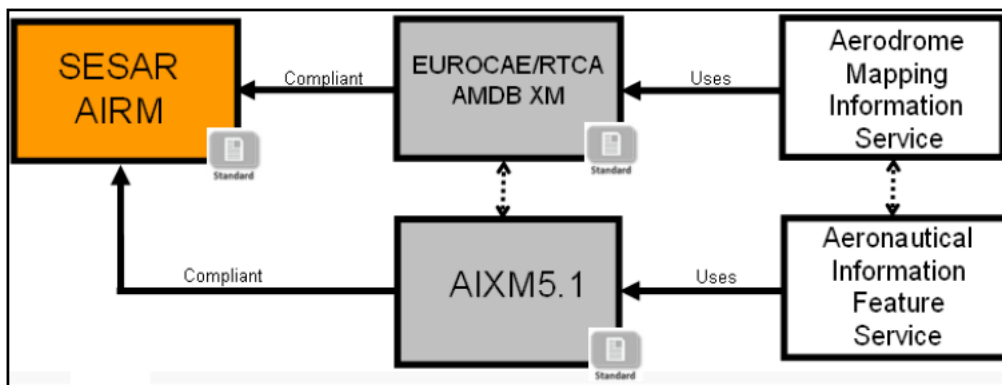 SESAR
AIRM
Standard
Compliant
EUROCAE/RTCA
AMDB XM
Standard
Uses
Aerodrome
Mapping
Information
Service
Compliant
AIXM5.1
Standard
Uses
Aeronautical
Information
Feature
Service